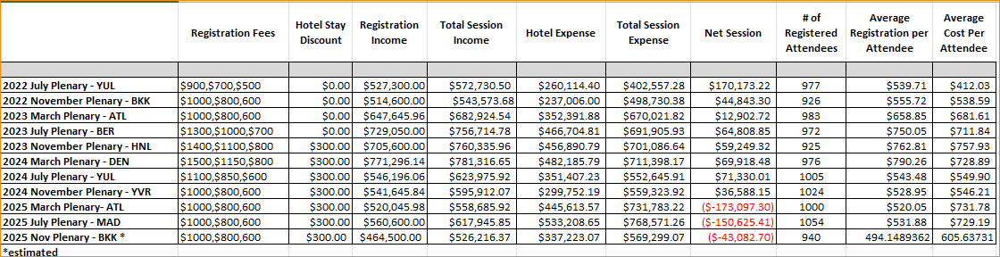 Registration Fees Hotel Stay Discount Registration Income Total Session Income Hotel Expense Total Session Expense Net Session # of Registered Attendees Average Registration per Attendee Average Cost Per Attendee
2022 July Plenary - YUL $900,$700,$500 $0.00 $527,300.00 $572,730.50 $260,114.40 $402,557.28 $170,173.22 977 $539.71 $412.03
2022 November Plenary - BKK $1000,$800,600 $0.00 $514,600.00 $543,573.68 $237,006.00 $498,730.38 $44,843.30 926 $555.72 $538.59
2023 March Plenary - ATL $1000,$800,600 $0.00 $647,645.96 $682,924.54 $352,391.88 $670,021.82 $12,902.72 983 $658.85 $681.61
2023 July Plenary - BER $1300,$1000,$700 $0.00 $729,050.00 $756,714.78 $466,704.81 $691,905.93 $64,808.85 972 $750.05 $711.84
2023 November Plenary - HNL $1400,$1100,$800 $300.00 $705,600.00 $760,335.96 $456,890.79 $701,086.64 $59,249.32 925 $762.81 $757.93
2024 March Plenary - DEN $1500,$1150,$800 $300.00 $771,296.14 $781,316.65 $482,185.79 $711,398.17 $69,918.48 976 $790.26 $728.89
2024 July Plenary - YUL $1100,$850,$600 $300.00 $546,196.06 $623,975.92 $351,407.23 $552,645.91 $71,330.01 1005 $543.48 $549.90
2024 November Plenary - YVR $1000,$800,600 $300.00 $541,645.84 $595,912.07 $299,752.19 $559,323.92 $36,588.15 1024 $528.95 $546.21
2025 March Plenary- ATL $1000,$800,600 $300.00 $520,045.98 $558,685.92 $445,613.57 $731,783.22 ($-173,097.30) 1000 $520.05 $731.78
2025 July Plenary - MAD $1000,$800,600 $300.00 $560,600.00 $617,945.85 $533,208.65 $768,571.26 ($-150,625.41) 1054 $531.88 $729.19
2025 Nov Plenary - BKK * $1000,$800,600 $300.00 $464,500.00 $526,216.37 $337,223.07 $569,299.07 ($-43,082.70) 940 494.1489362 605.63731
*estimated